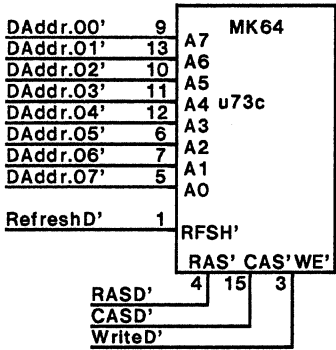 DAddr.00' 9 A7 MK64
DAddr.01' 13 A6
DAddr.02' 10 A5
DAddr.03' 11 A4 u73c
DAddr.04' 12 A3
DAddr.05' 6 A2
DAddr.06' 7 A1
DAddr.07' 5 A0
RefreshD' 1 RFSH'
RAS' CAS' WE'
4 15 3
RASD'
CASD'
WriteD'